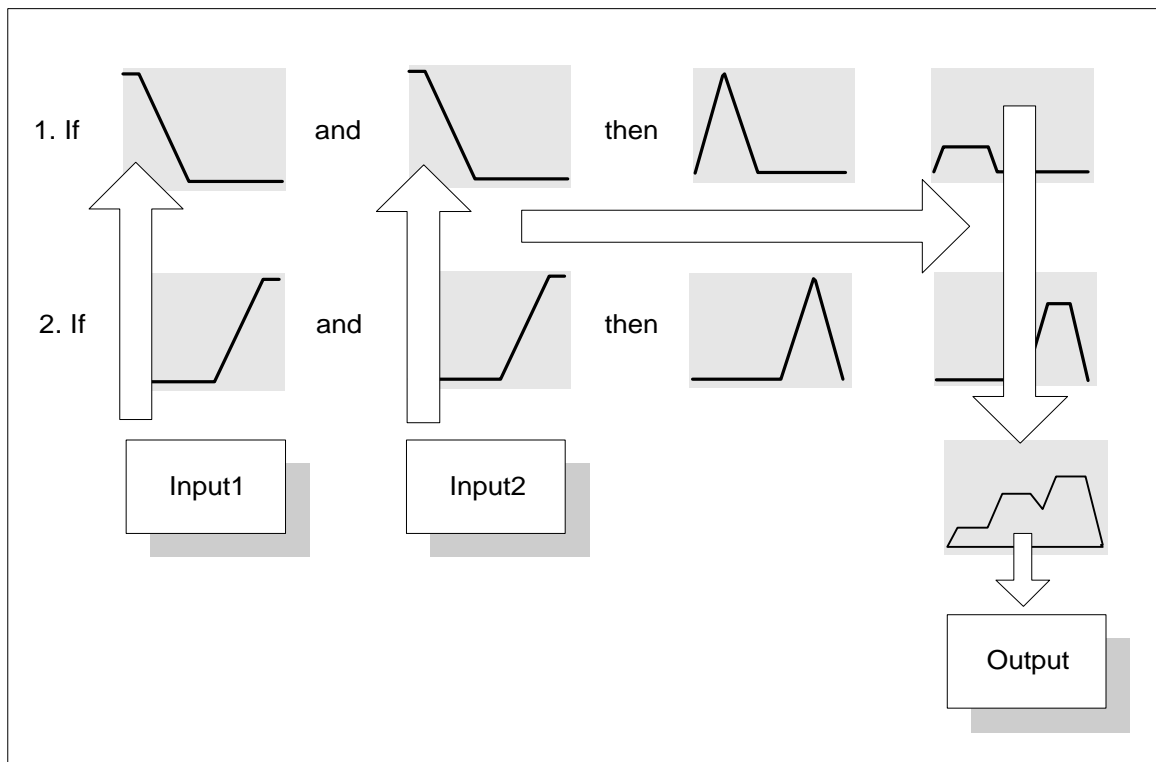 1. If and then
2. If and then
Input1 Input2
Output